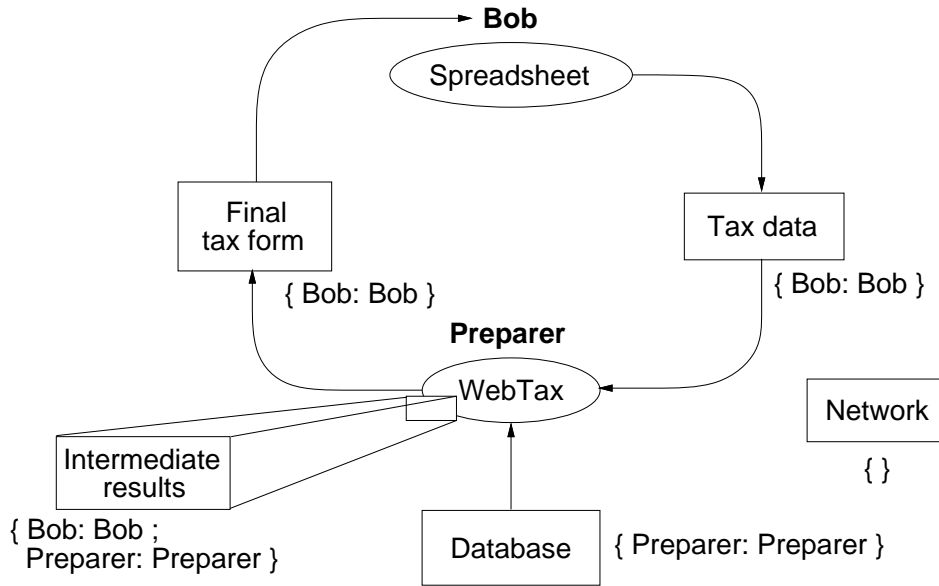 Bob
Spreadsheet
Final
tax form
Tax data
{ Bob: Bob }
{ Bob: Bob }
Preparer
WebTax
Network
{ }
Intermediate
results
{ Bob: Bob ;
Preparer: Preparer }
Database
{ Preparer: Preparer }